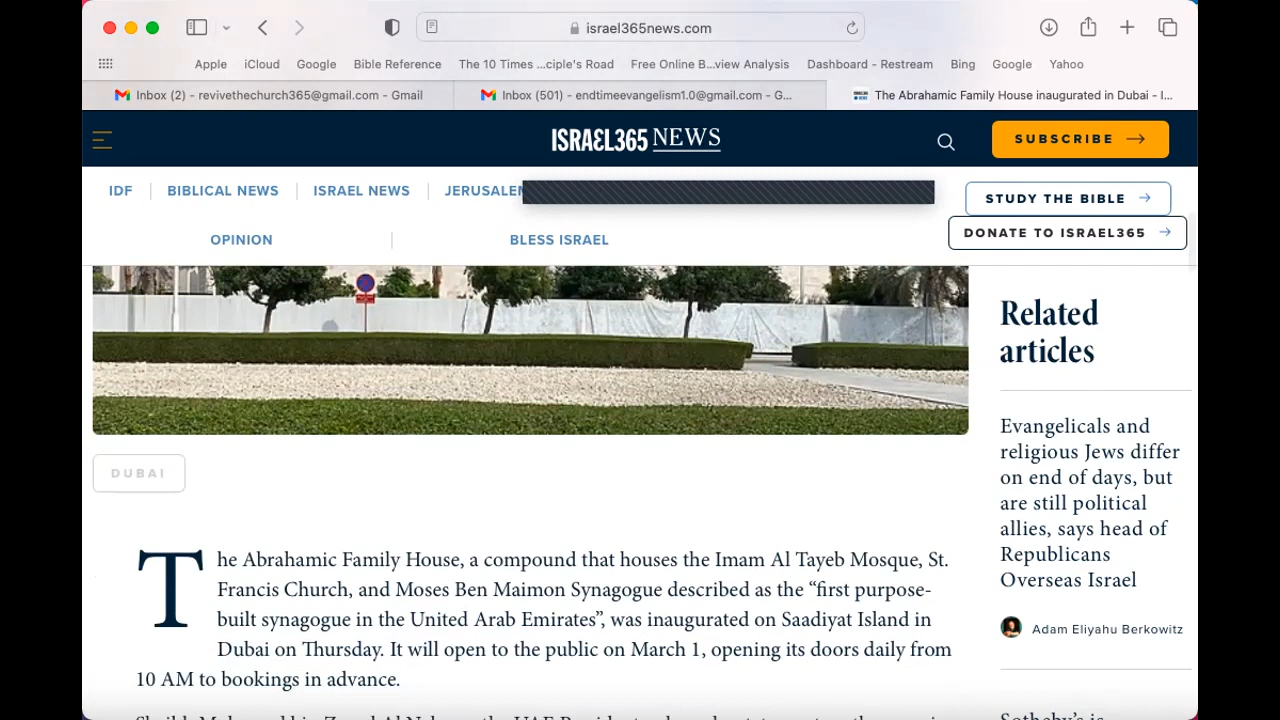 israel365news.com
Apple iCloud Google Bible Reference The 10 Times ...ciple's Road Free Online B...view Analysis Dashboard - Restream Bing Google Yahoo
Inbox (2) - revivethechurch365@gmail.com - Gmail Inbox (501) - endtimeevangelism1.0@gmail.com - G... The Abrahamic Family House inaugurated in Dubai - I...
ISRAEL365 NEWS
SUBSCRIBE
IDF BIBLICAL NEWS ISRAEL NEWS
STUDY THE BIBLE
DONATE TO ISRAEL365
OPINION BLESS ISRAEL
DUBAI
The Abrahamic Family House, a compound that houses the Imam Al Tayeb Mosque, St.
Francis Church, and Moses Ben Maimon Synagogue described as the “first purpose-
built synagogue in the United Arab Emirates”, was inaugurated on Saadiyat Island in
Dubai on Thursday. It will open to the public on March 1, opening its doors daily from
10 AM to bookings in advance.
Related
articles
Evangelicals and
religious Jews differ
on end of days, but
are still political
allies, says head of
Republicans
Overseas Israel
Adam Eliyahu Berkowitz
Sotheby's is